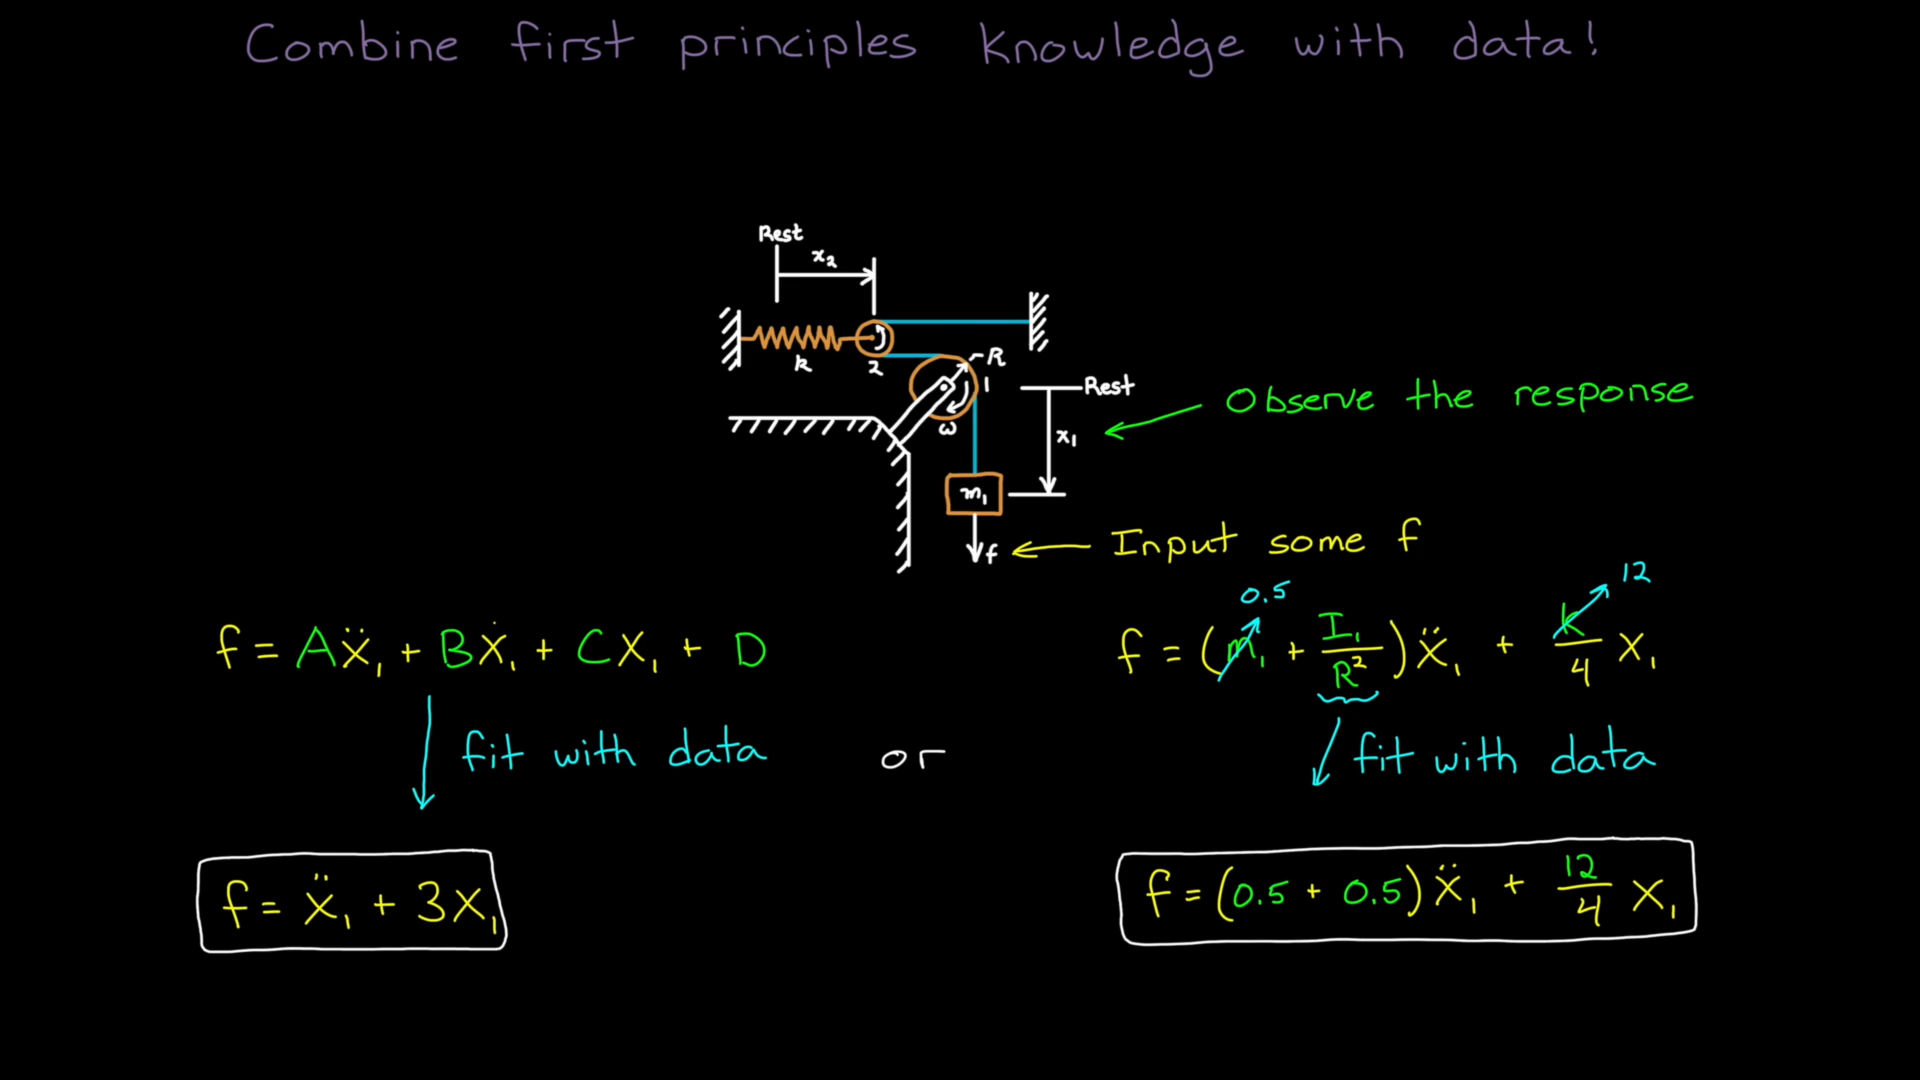 Combine first principles Knowledge with data!
Rest
x₂
k
2
R
1
ω
Rest
x₁
m₁
f
Observe the response
Input some f
f = Aẍ₁ + Bẋ₁ + Cx₁ + D
0.5
12
f = (m₁ + I₁/R²)ẍ₁ + k/4 x₁
fit with data
or
fit with data
f = ẍ₁ + 3x₁
f = (0.5 + 0.5)ẍ₁ + 12/4 x₁